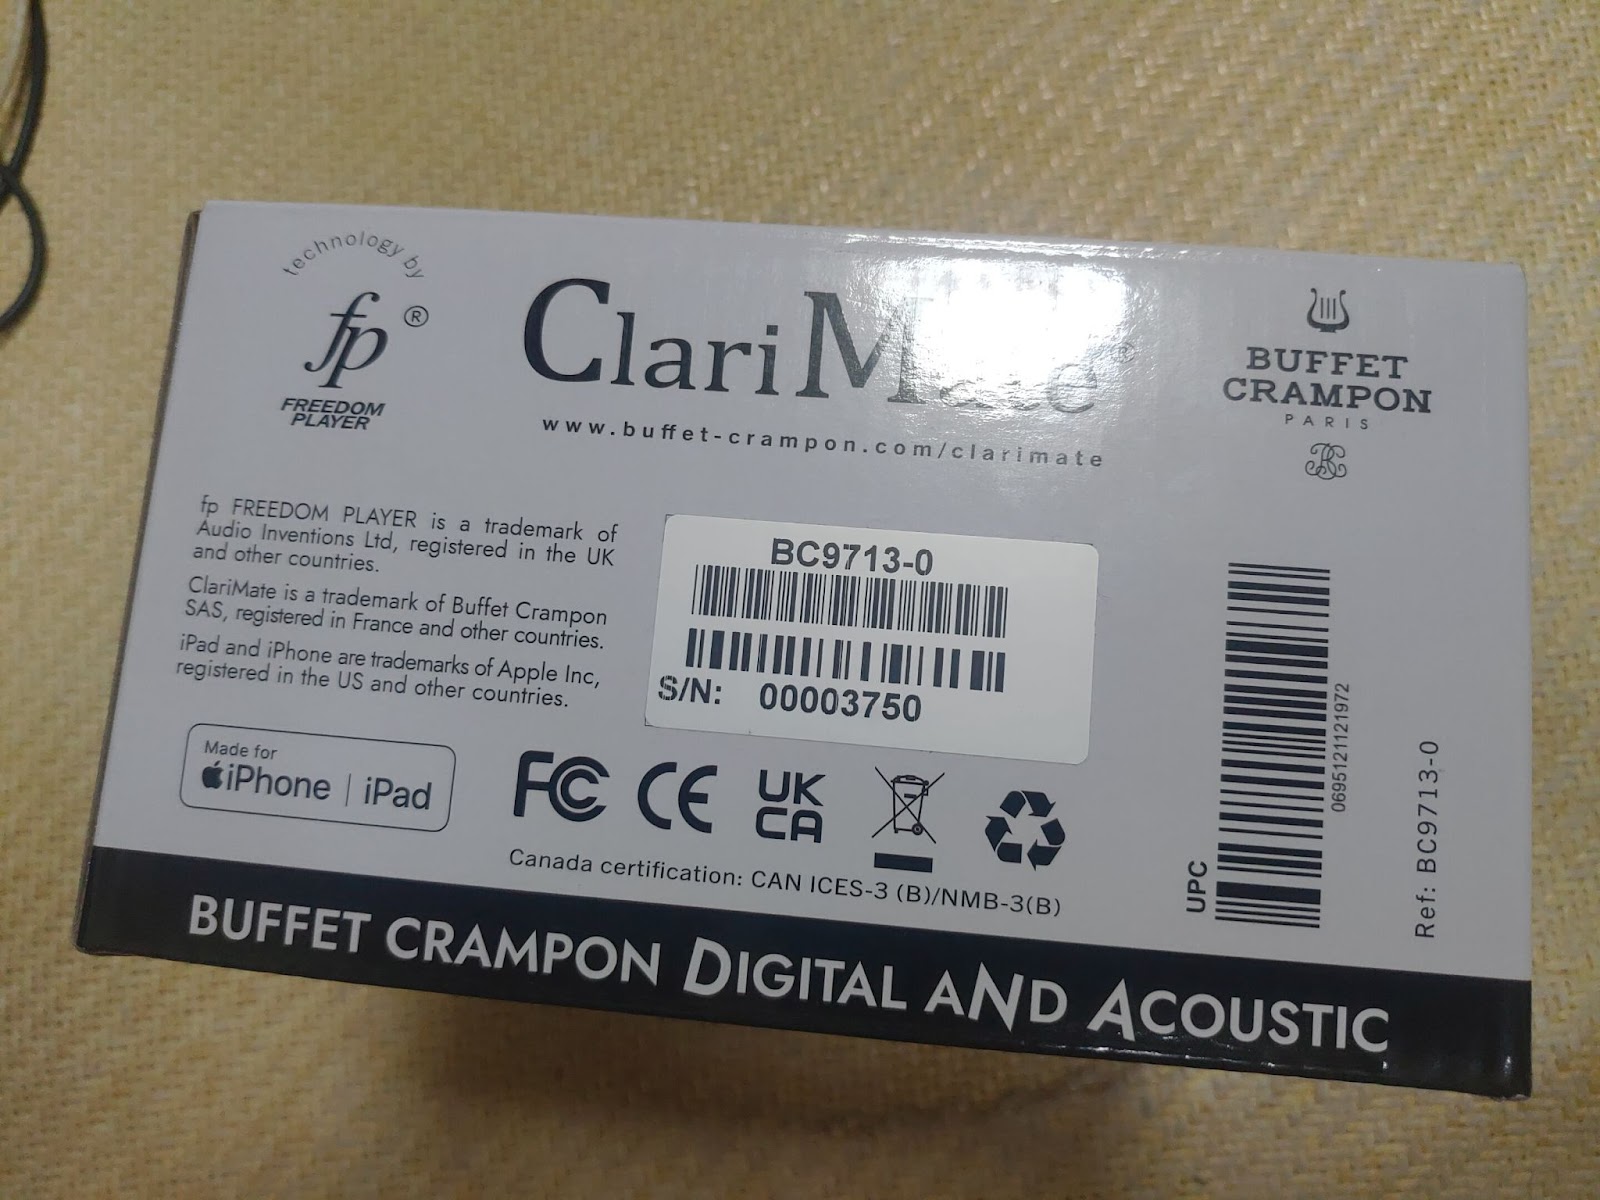 technology by
fp®
FREEDOM
PLAYER
ClariMate®
www.buffet-crampon.com/clarimate
BUFFET
CRAMPON
PARIS
fp FREEDOM PLAYER is a trademark of
Audio Inventions Ltd, registered in the UK
and other countries.
ClariMate is a trademark of Buffet Crampon
SAS, registered in France and other countries.
iPad and iPhone are trademarks of Apple Inc,
registered in the US and other countries.
BC9713-0
S/N: 00003750
Made for
iPhone | iPad
FC CE UK
CA
Canada certification: CAN ICES-3 (B)/NMB-3(B)
UPC
0695121121972
Ref: BC9713-0
BUFFET CRAMPON DIGITAL AND ACOUSTIC